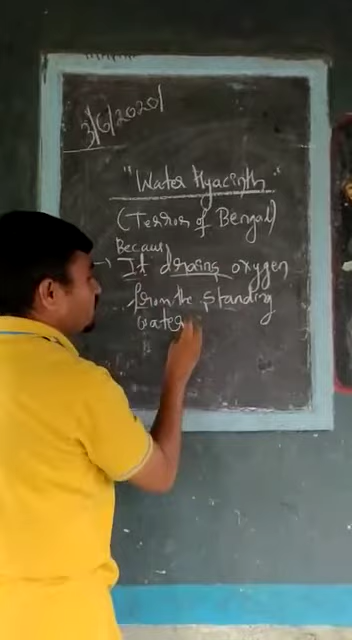 3/6/2020
"Water Hyacinth"
(Terror of Bengal)
Becaus
→ It drains oxygen
from the standing
water